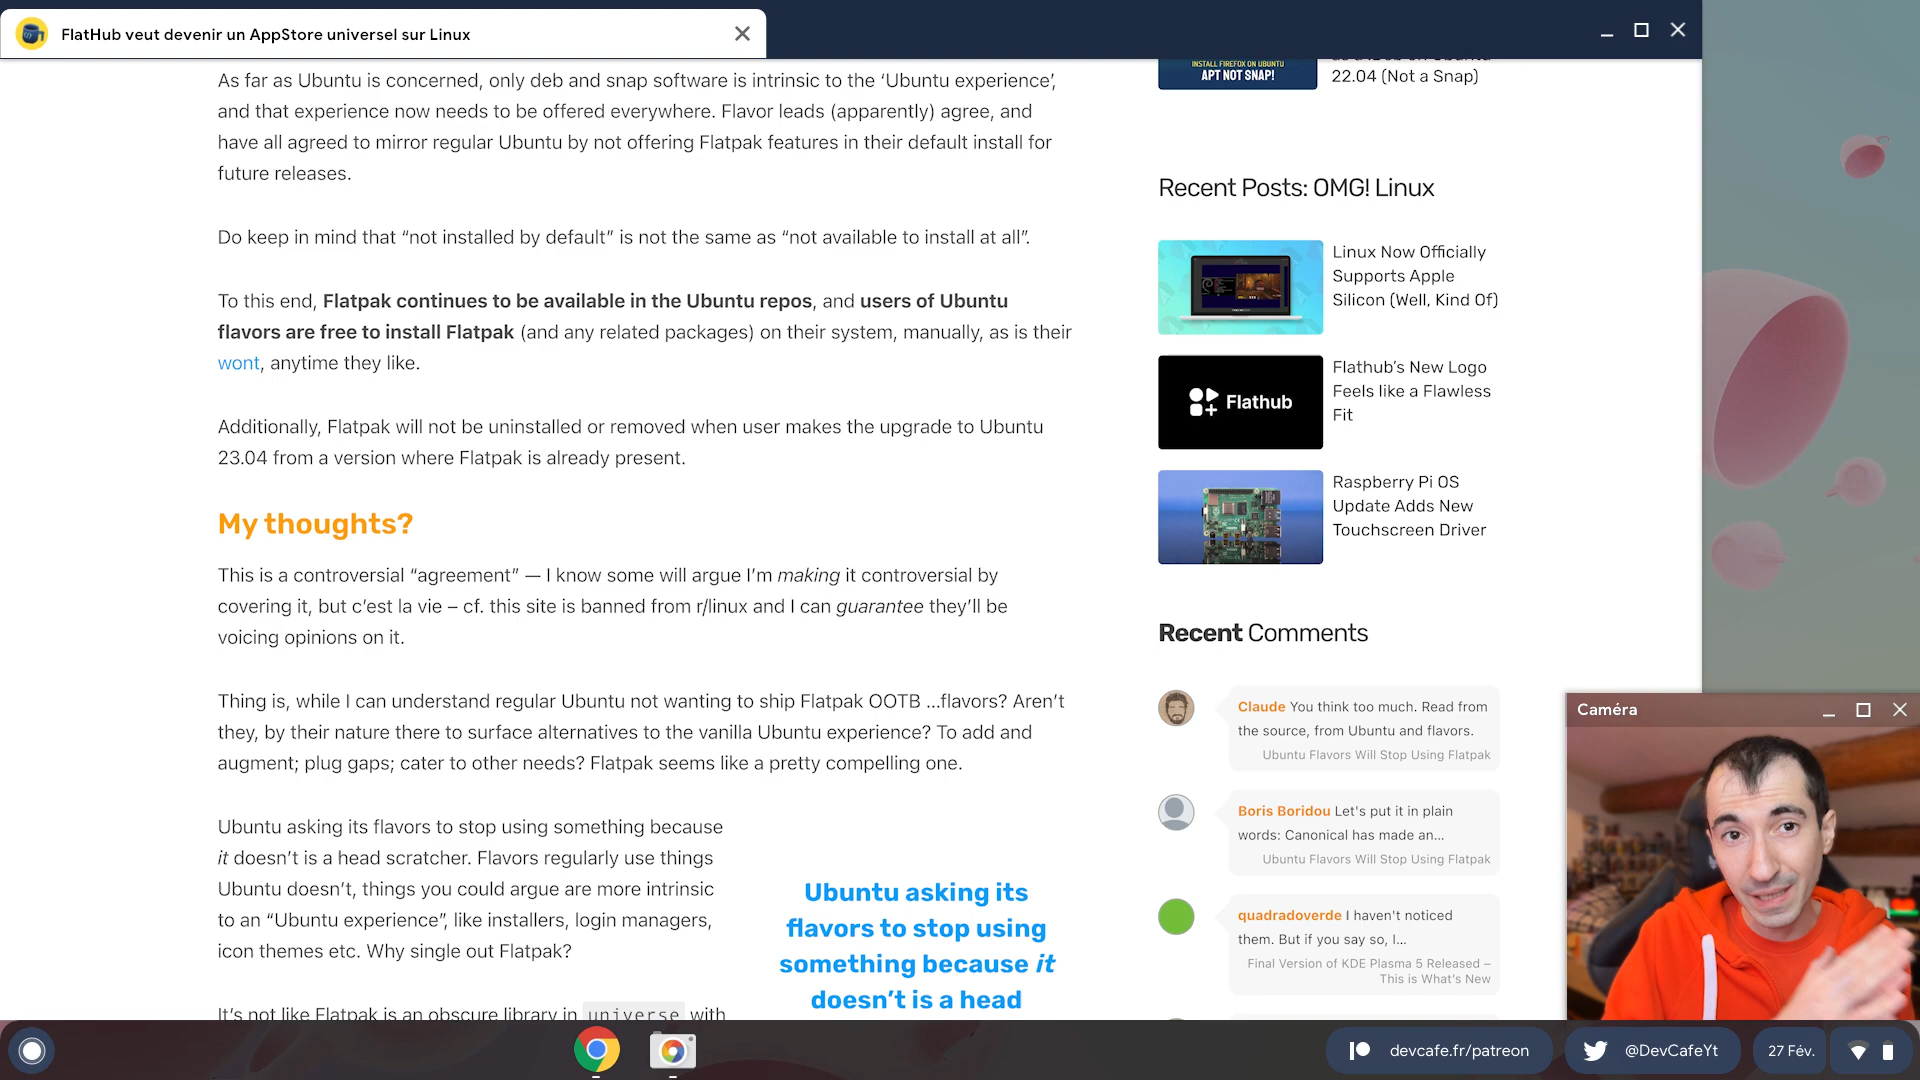 FlatHub veut devenir un AppStore universel sur Linux
As far as Ubuntu is concerned, only deb and snap software is intrinsic to the ‘Ubuntu experience’,
and that experience now needs to be offered everywhere. Flavor leads (apparently) agree, and
have all agreed to mirror regular Ubuntu by not offering Flatpak features in their default install for
future releases.
Do keep in mind that “not installed by default” is not the same as “not available to install at all”.
To this end, Flatpak continues to be available in the Ubuntu repos, and users of Ubuntu
flavors are free to install Flatpak (and any related packages) on their system, manually, as is their
wont, anytime they like.
Additionally, Flatpak will not be uninstalled or removed when user makes the upgrade to Ubuntu
23.04 from a version where Flatpak is already present.
My thoughts?
This is a controversial “agreement” — I know some will argue I’m making it controversial by
covering it, but c’est la vie – cf. this site is banned from r/linux and I can guarantee they’ll be
voicing opinions on it.
Thing is, while I can understand regular Ubuntu not wanting to ship Flatpak OOTB …flavors? Aren’t
they, by their nature there to surface alternatives to the vanilla Ubuntu experience? To add and
augment; plug gaps; cater to other needs? Flatpak seems like a pretty compelling one.
Ubuntu asking its flavors to stop using something because
it doesn’t is a head scratcher. Flavors regularly use things
Ubuntu doesn’t, things you could argue are more intrinsic
to an “Ubuntu experience”, like installers, login managers,
icon themes etc. Why single out Flatpak?
Ubuntu asking its
flavors to stop using
something because it
doesn’t is a head
It’s not like Flatpak is an obscure library in universe with
INSTALL FIREFOX ON UBUNTU
APT NOT SNAP!
22.04 (Not a Snap)
Recent Posts: OMG! Linux
Linux Now Officially
Supports Apple
Silicon (Well, Kind Of)
Flathub
Flathub’s New Logo
Feels like a Flawless
Fit
Raspberry Pi OS
Update Adds New
Touchscreen Driver
Recent Comments
Claude You think too much. Read from
the source, from Ubuntu and flavors.
Ubuntu Flavors Will Stop Using Flatpak
Boris Boridou Let's put it in plain
words: Canonical has made an...
Ubuntu Flavors Will Stop Using Flatpak
quadradoverde I haven't noticed
them. But if you say so, I...
Final Version of KDE Plasma 5 Released –
This is What’s New
Caméra
devcafe.fr/patreon
@DevCafeYt
27 Fév.